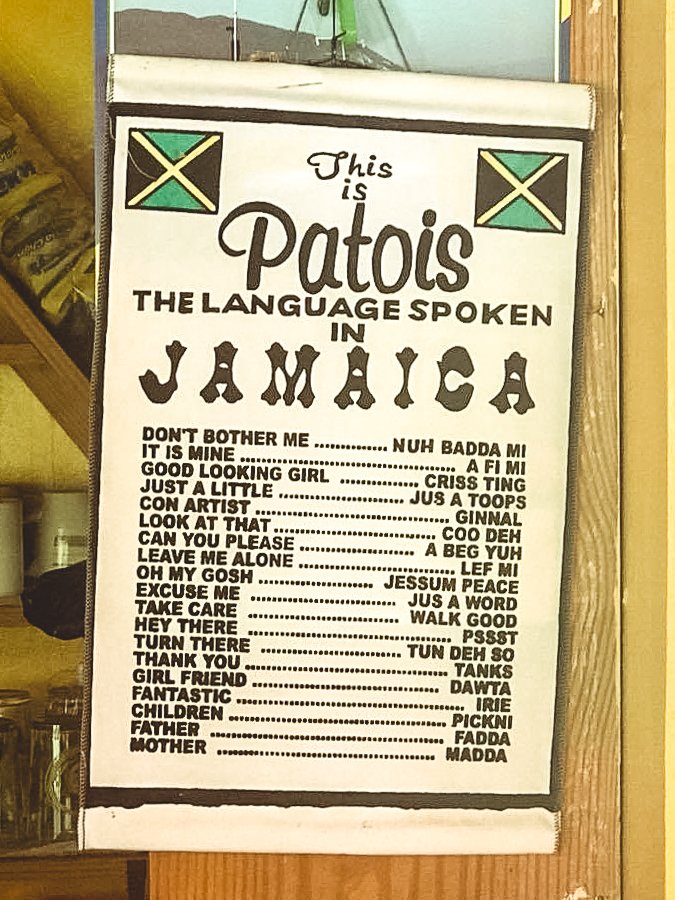 This
is
Patois
THE LANGUAGE SPOKEN
IN
JAMAICA
DON'T BOTHER ME ............. NUH BADDA MI
IT IS MINE ....................................... A FI MI
GOOD LOOKING GIRL .............. CRISS TING
JUST A LITTLE ....................... JUS A TOOPS
CON ARTIST ................................... GINNAL
LOOK AT THAT............................. COO DEH
CAN YOU PLEASE .................... A BEG YUH
LEAVE ME ALONE ............................ LEF MI
OH MY GOSH .................... JESSUM PEACE
EXCUSE ME .......................... JUS A WORD
TAKE CARE ........................... WALK GOOD
HEY THERE ..................................... PSSST
TURN THERE ......................... TUN DEH SO
THANK YOU.................................... TANKS
GIRL FRIEND ................................. DAWTA
FANTASTIC ........................................ IRIE
CHILDREN ...................................... PICKNI
FATHER ......................................... FADDA
MOTHER ...................................... MADDA